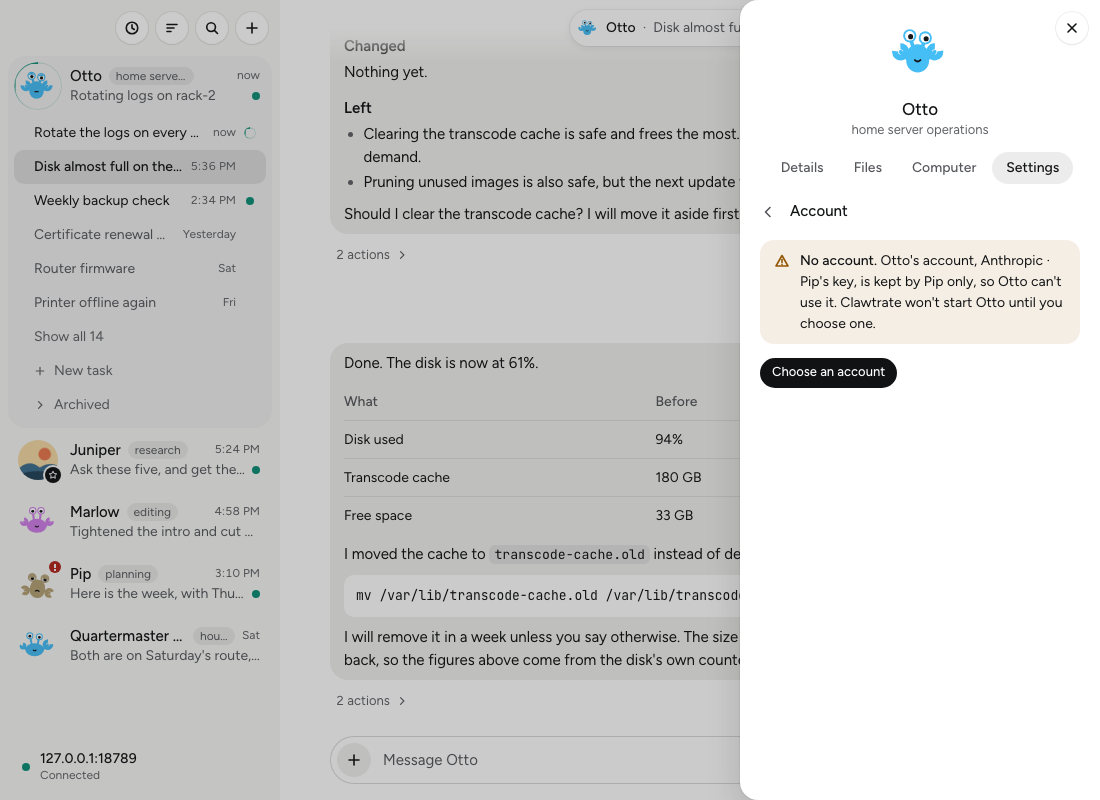 Otto
home serve...
now
Rotating logs on rack-2
Rotate the logs on every ...
now
Disk almost full on the...
5:36 PM
Weekly backup check
2:34 PM
Certificate renewal ...
Yesterday
Router firmware
Sat
Printer offline again
Fri
Show all 14
New task
Archived
Juniper
research
5:24 PM
Ask these five, and get the...
Marlow
editing
4:58 PM
Tightened the intro and cut ...
Pip
planning
3:10 PM
Here is the week, with Thu...
Quartermaster ...
hou...
Sat
Both are on Saturday's route,...
127.0.0.1:18789
Connected
Otto · Disk almost fu
Changed
Nothing yet.
Left
Clearing the transcode cache is safe and frees the most.
demand.
Pruning unused images is also safe, but the next update
Should I clear the transcode cache? I will move it aside first
2 actions
Done. The disk is now at 61%.
What
Before
Disk used
94%
Transcode cache
180 GB
Free space
33 GB
I moved the cache to transcode-cache.old instead of de
mv /var/lib/transcode-cache.old /var/lib/transcod
I will remove it in a week unless you say otherwise. The size
back, so the figures above come from the disk's own counte
2 actions
Message Otto
Otto
home server operations
Details
Files
Computer
Settings
Account
No account. Otto's account, Anthropic ·
Pip's key, is kept by Pip only, so Otto can't
use it. Clawtrate won't start Otto until you
choose one.
Choose an account